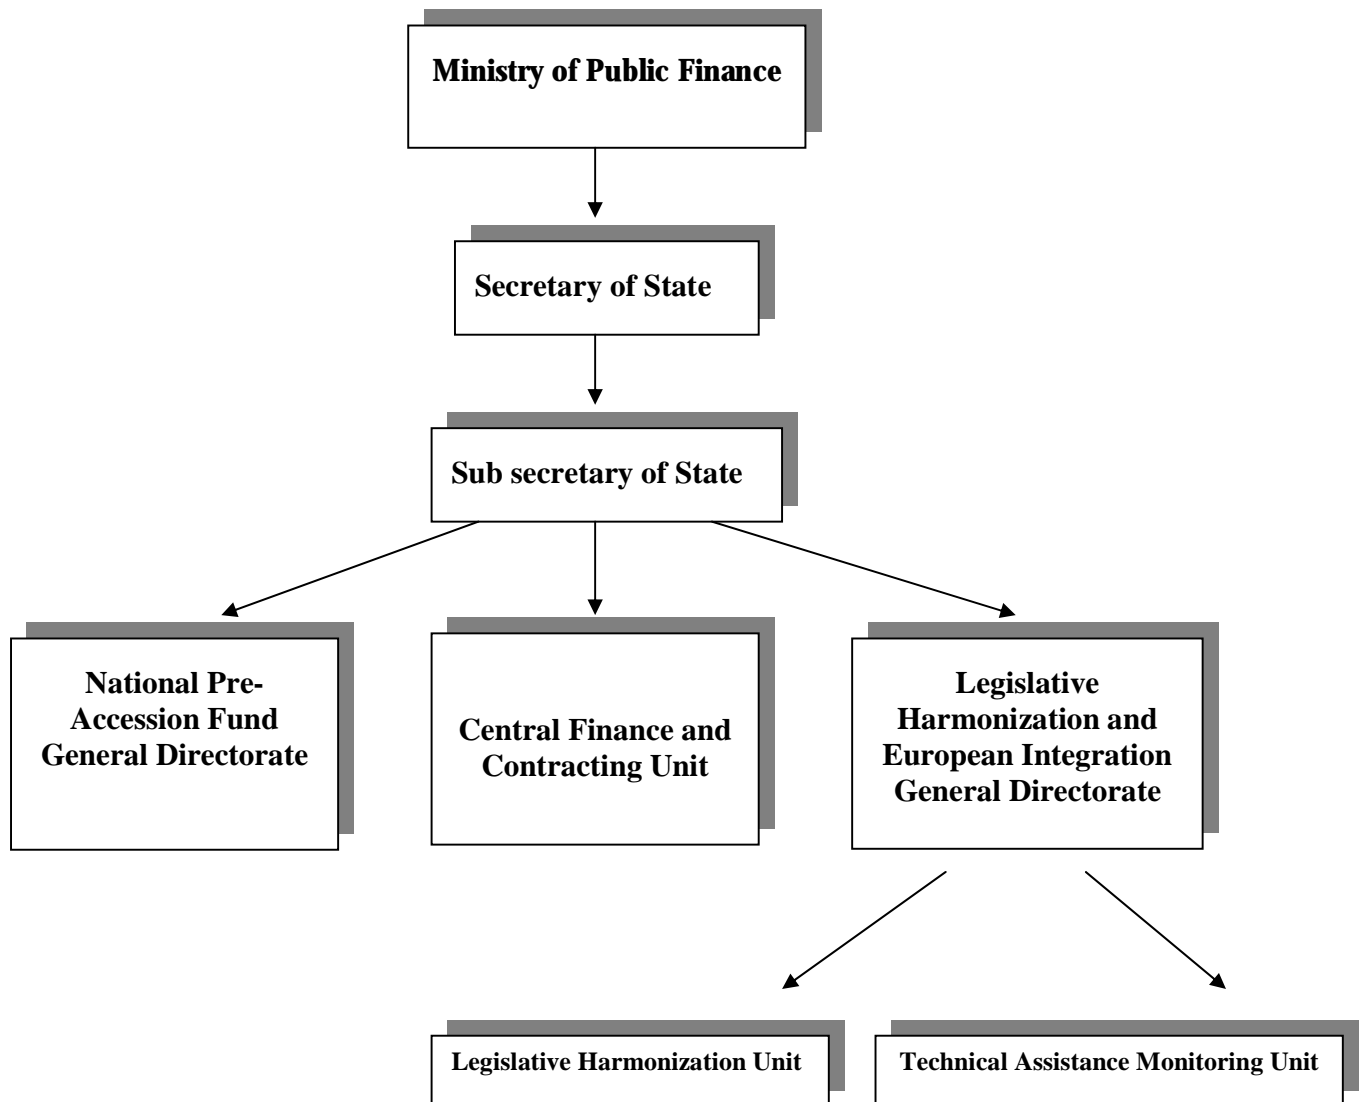 Ministry of Public Finance
Secretary of State
Sub secretary of State
National Pre-
Accession Fund
General Directorate
Central Finance and
Contracting Unit
Legislative
Harmonization and
European Integration
General Directorate
Legislative Harmonization Unit
Technical Assistance Monitoring Unit